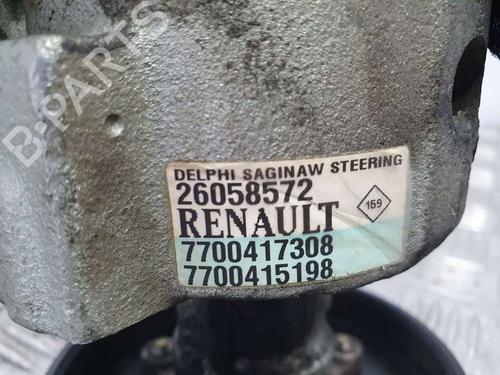 B-PARTS
DELPHI SAGINAW STEERING
26058572
RENAULT
159
7700417308
7700415198